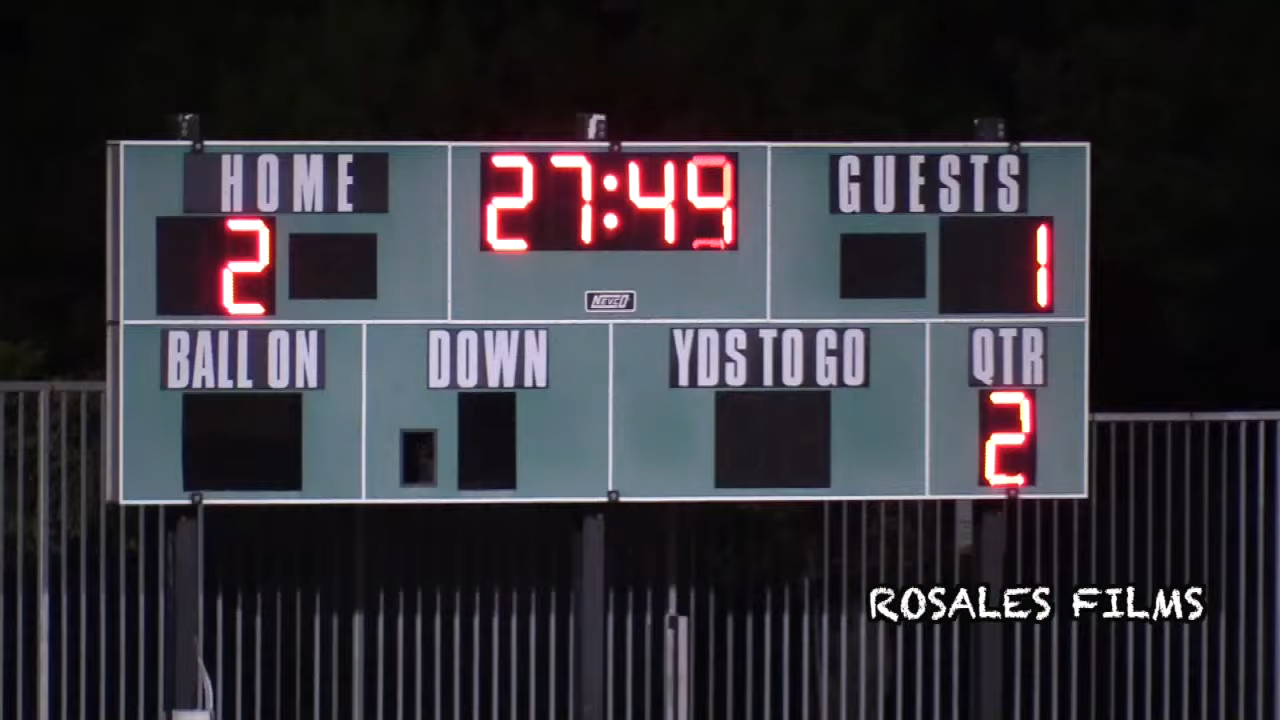 HOME 27:49 GUESTS
2 1
NEVCO
BALL ON DOWN YDS TO GO QTR
2
ROSALES FILMS